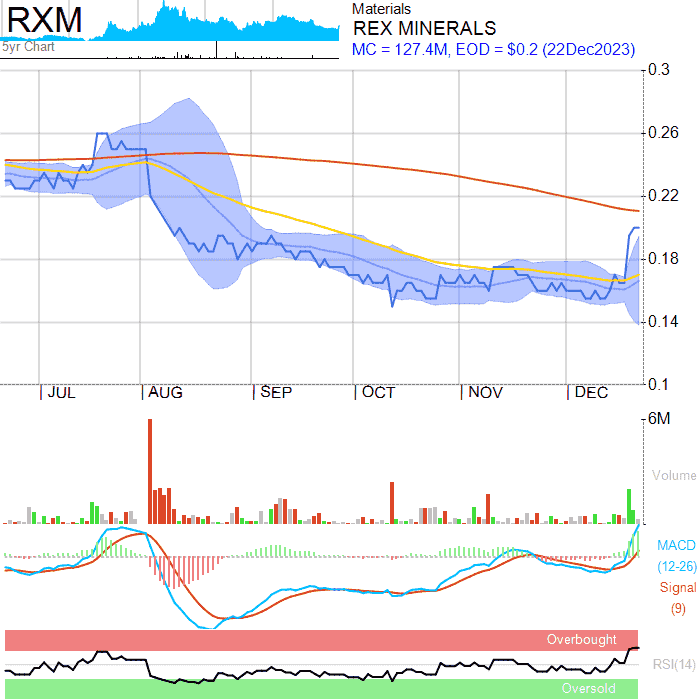 RXM
5yr Chart
Materials
REX MINERALS
MC = 127.4M, EOD = $0.2 (22Dec2023)
0.3
0.26
0.22
0.18
0.14
0.1
JUL AUG SEP OCT NOV DEC
6M
Volume
MACD
(12-26)
Signal
(9)
Overbought
RSI(14)
Oversold